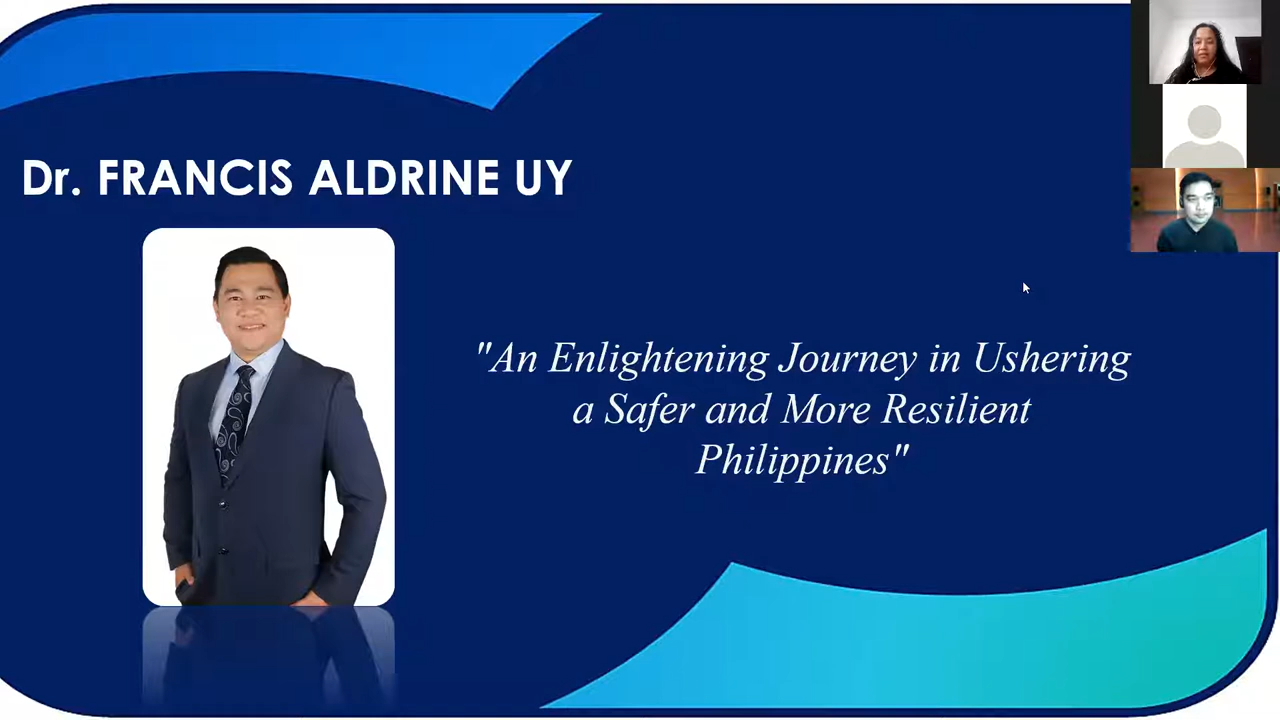 Dr. FRANCIS ALDRINE UY
"An Enlightening Journey in Ushering
a Safer and More Resilient
Philippines"